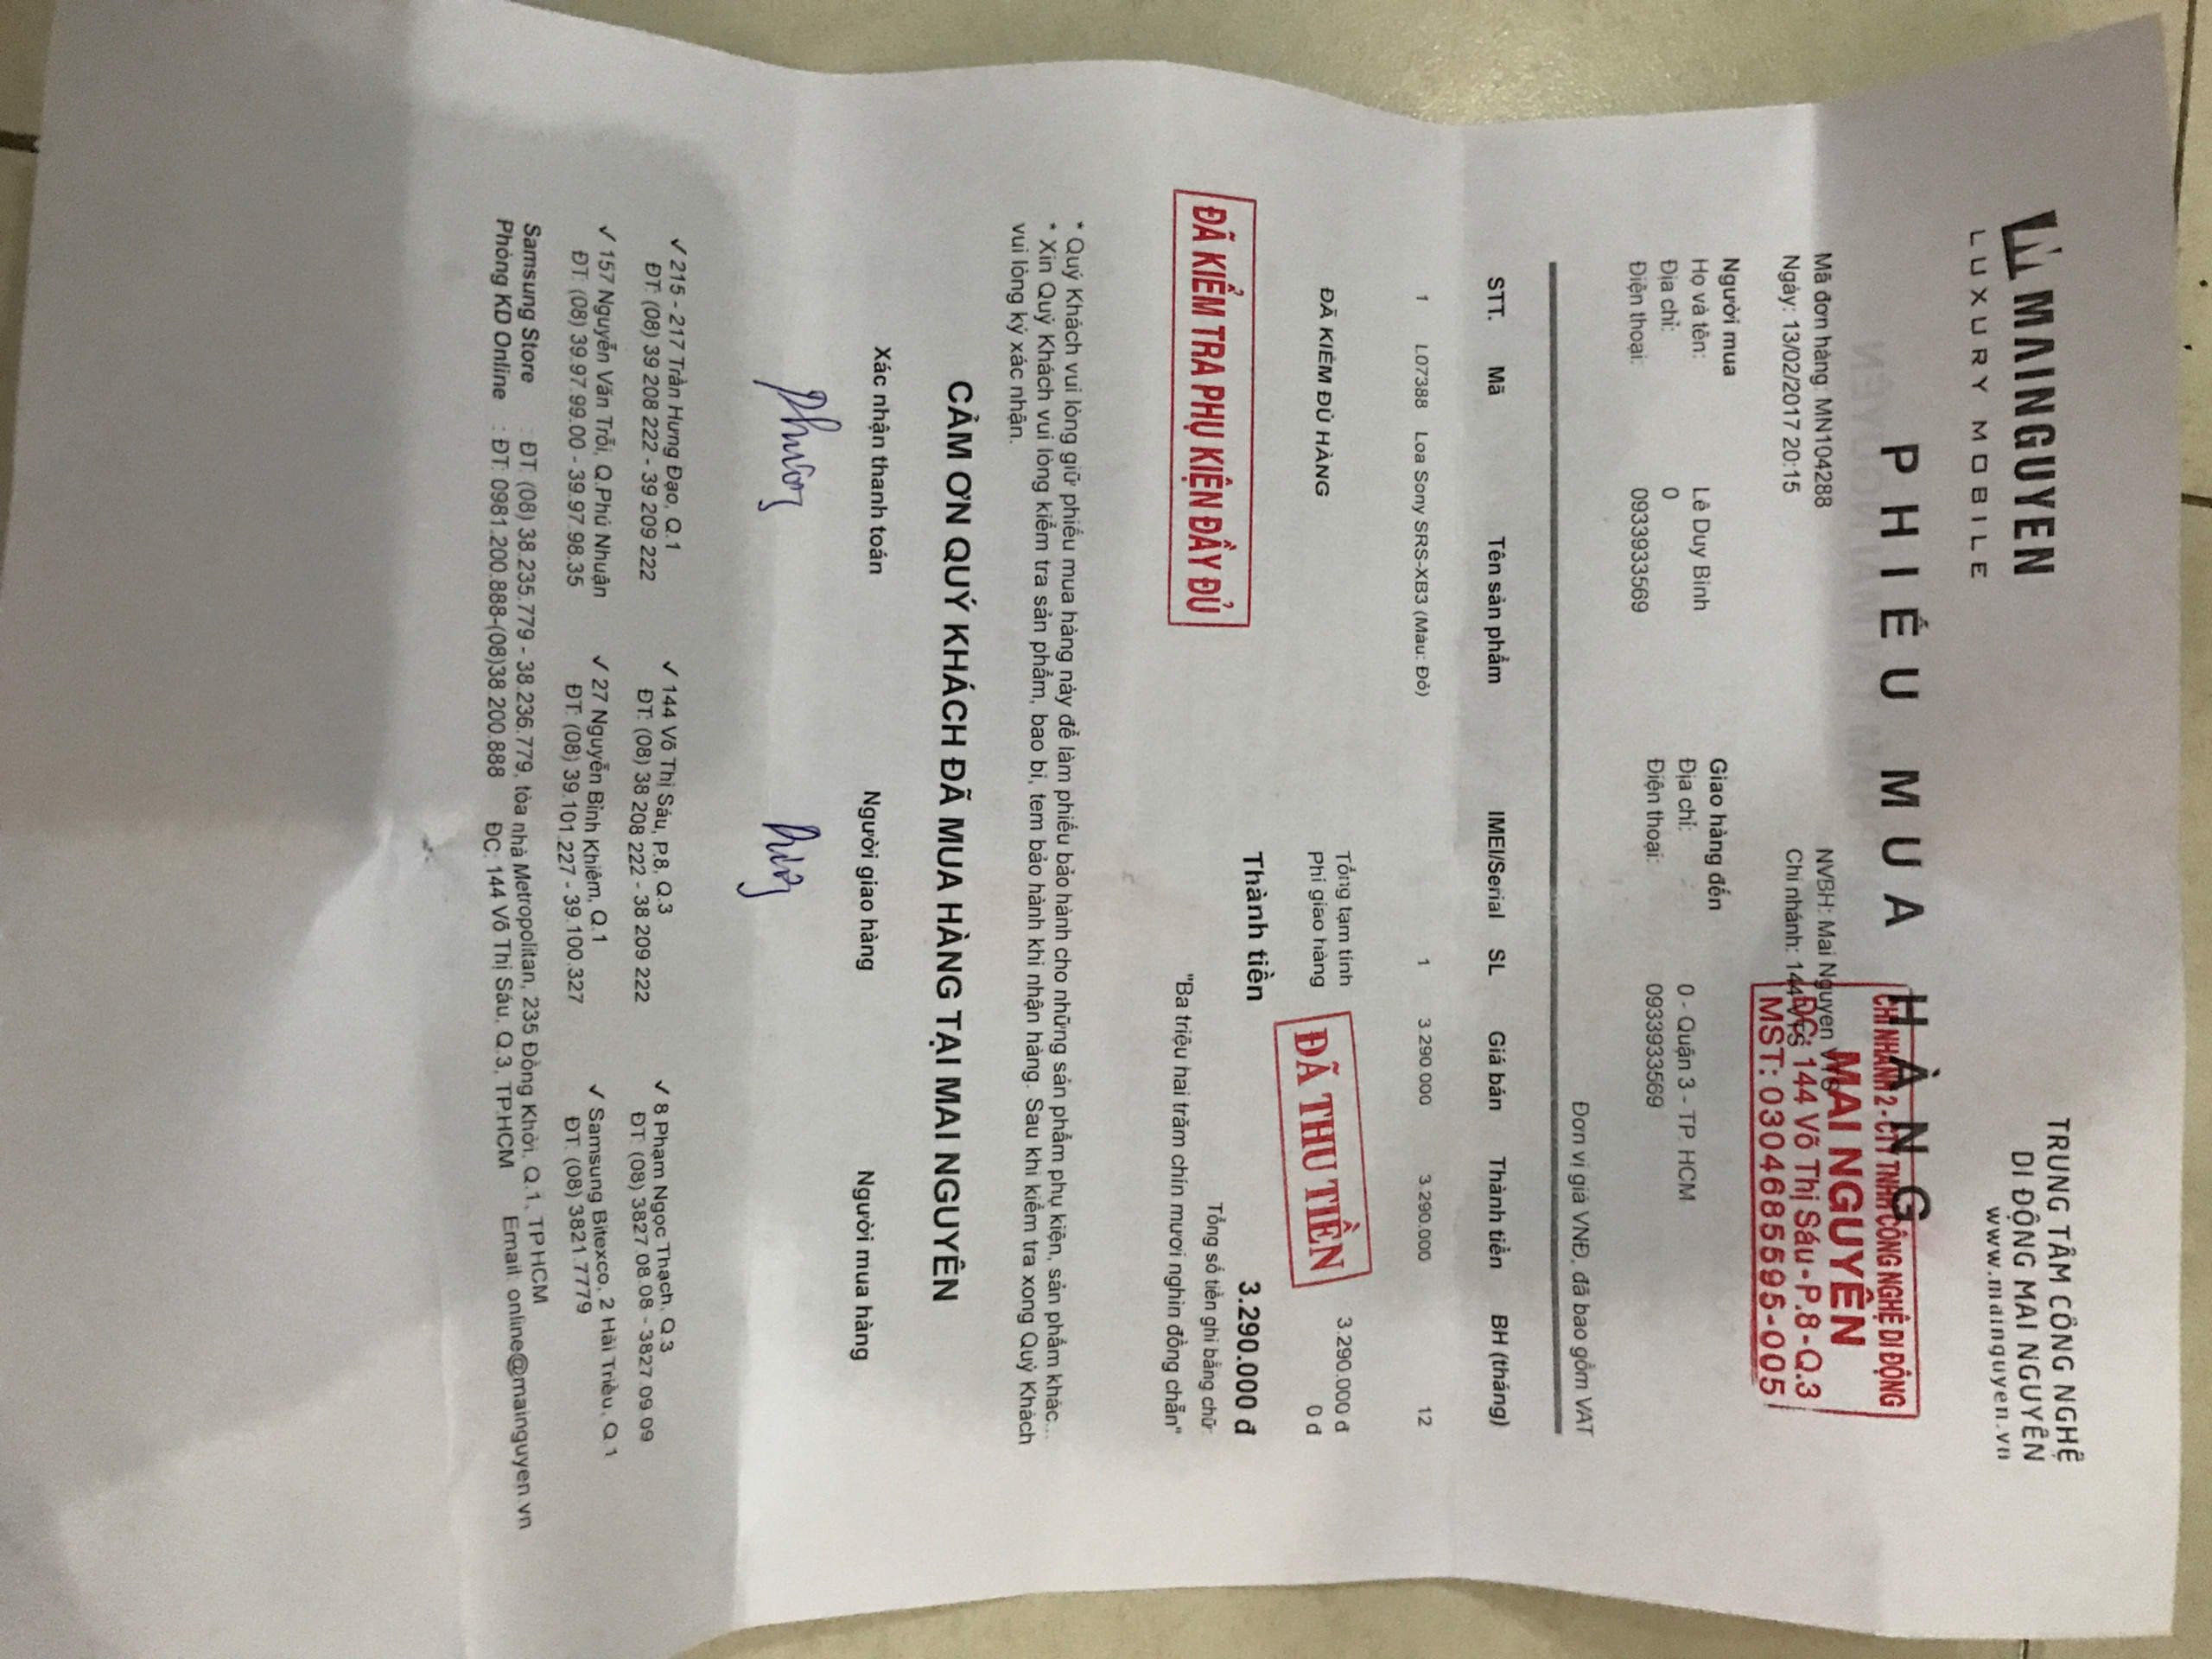 MAINGUYEN
LUXURY MOBILE
TRUNG TÂM CÔNG NGHỆ
DI ĐỘNG MAI NGUYÊN
www.mainguyen.vn
PHIẾU MUA HÀNG
CHI NHÁNH 2 - CTY TNHH CÔNG NGHỆ DI ĐỘNG
MAI NGUYÊN
ĐC: 144 Võ Thị Sáu-P.8-Q.3
MST: 0304685595-005
Mã đơn hàng: MN104288
NVBH: Mai Nguyen VTS
Ngày: 13/02/2017 20:15
Chi nhánh: 144 VTS
Người mua
Giao hàng đến
Họ và tên: Lê Duy Bình
Địa chỉ: 0
Địa chỉ: 0 - Quận 3 - TP. HCM
Điện thoại: 0933933569
Điện thoại: 0933933569
Đơn vị giá VNĐ, đã bao gồm VAT
STT. Mã Tên sản phẩm IMEI/Serial SL Giá bán Thành tiền BH (tháng)
1 L07388 Loa Sony SRS-XB3 (Màu: Đỏ) 1 3.290.000 3.290.000 12
ĐÃ KIỂM ĐỦ HÀNG
Tổng tạm tính 3.290.000 đ
Phí giao hàng 0 đ
ĐÃ THU TIỀN
Thành tiền 3.290.000 đ
Tổng số tiền ghi bằng chữ:
"Ba triệu hai trăm chín mươi nghìn đồng chẵn"
ĐÃ KIỂM TRA PHỤ KIỆN ĐẦY ĐỦ
* Quý Khách vui lòng giữ phiếu mua hàng này để làm phiếu bảo hành cho những sản phẩm phụ kiện, sản phẩm khác...
* Xin Quý Khách vui lòng kiểm tra sản phẩm, bao bì, tem bảo hành khi nhận hàng. Sau khi kiểm tra xong Quý Khách
vui lòng ký xác nhận.
CẢM ƠN QUÝ KHÁCH ĐÃ MUA HÀNG TẠI MAI NGUYÊN
Xác nhận thanh toán Người giao hàng Người mua hàng
✓ 215 - 217 Trần Hưng Đạo, Q.1
ĐT: (08) 39 208 222 - 39 209 222
✓ 144 Võ Thị Sáu, P.8, Q.3
ĐT: (08) 38 208 222 - 38 209 222
✓ 8 Phạm Ngọc Thạch, Q.3
ĐT: (08) 3827.08.08 - 3827.09.09
✓ 157 Nguyễn Văn Trỗi, Q.Phú Nhuận
ĐT: (08) 39.97.99.00 - 39.97.98.35
✓ 27 Nguyễn Bỉnh Khiêm, Q.1
ĐT: (08) 39.101.227 - 39.100.327
✓ Samsung Bitexco, 2 Hải Triều, Q.1
ĐT: (08) 3821.7779
Samsung Store : ĐT: (08) 38.235.779 - 38.236.779, tòa nhà Metropolitan, 235 Đồng Khởi, Q.1, TP.HCM
Phòng KD Online : ĐT: 0981.200.888-(08)38.200.888 ĐC: 144 Võ Thị Sáu, Q.3, TP.HCM Email: online@mainguyen.vn